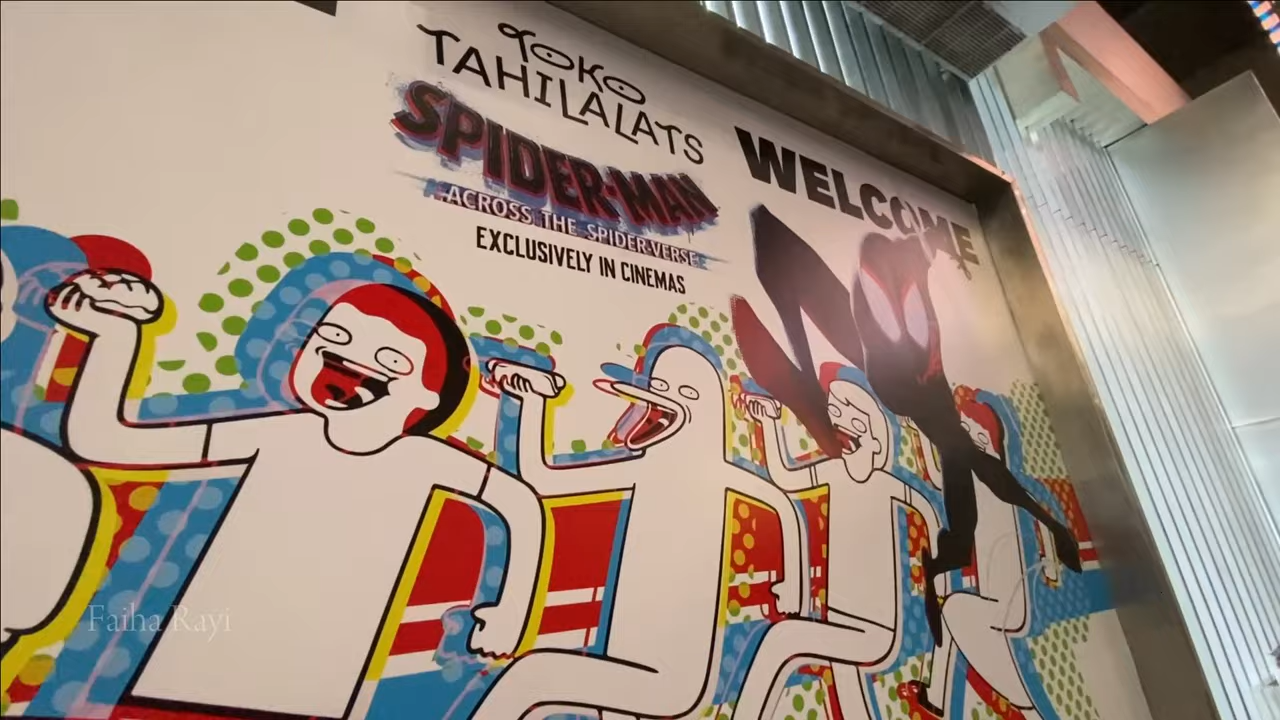 TOKO
TAHILALATS
SPIDER-MAN
ACROSS THE SPIDER-VERSE
EXCLUSIVELY IN CINEMAS
WELCOME
Faiha Rayi